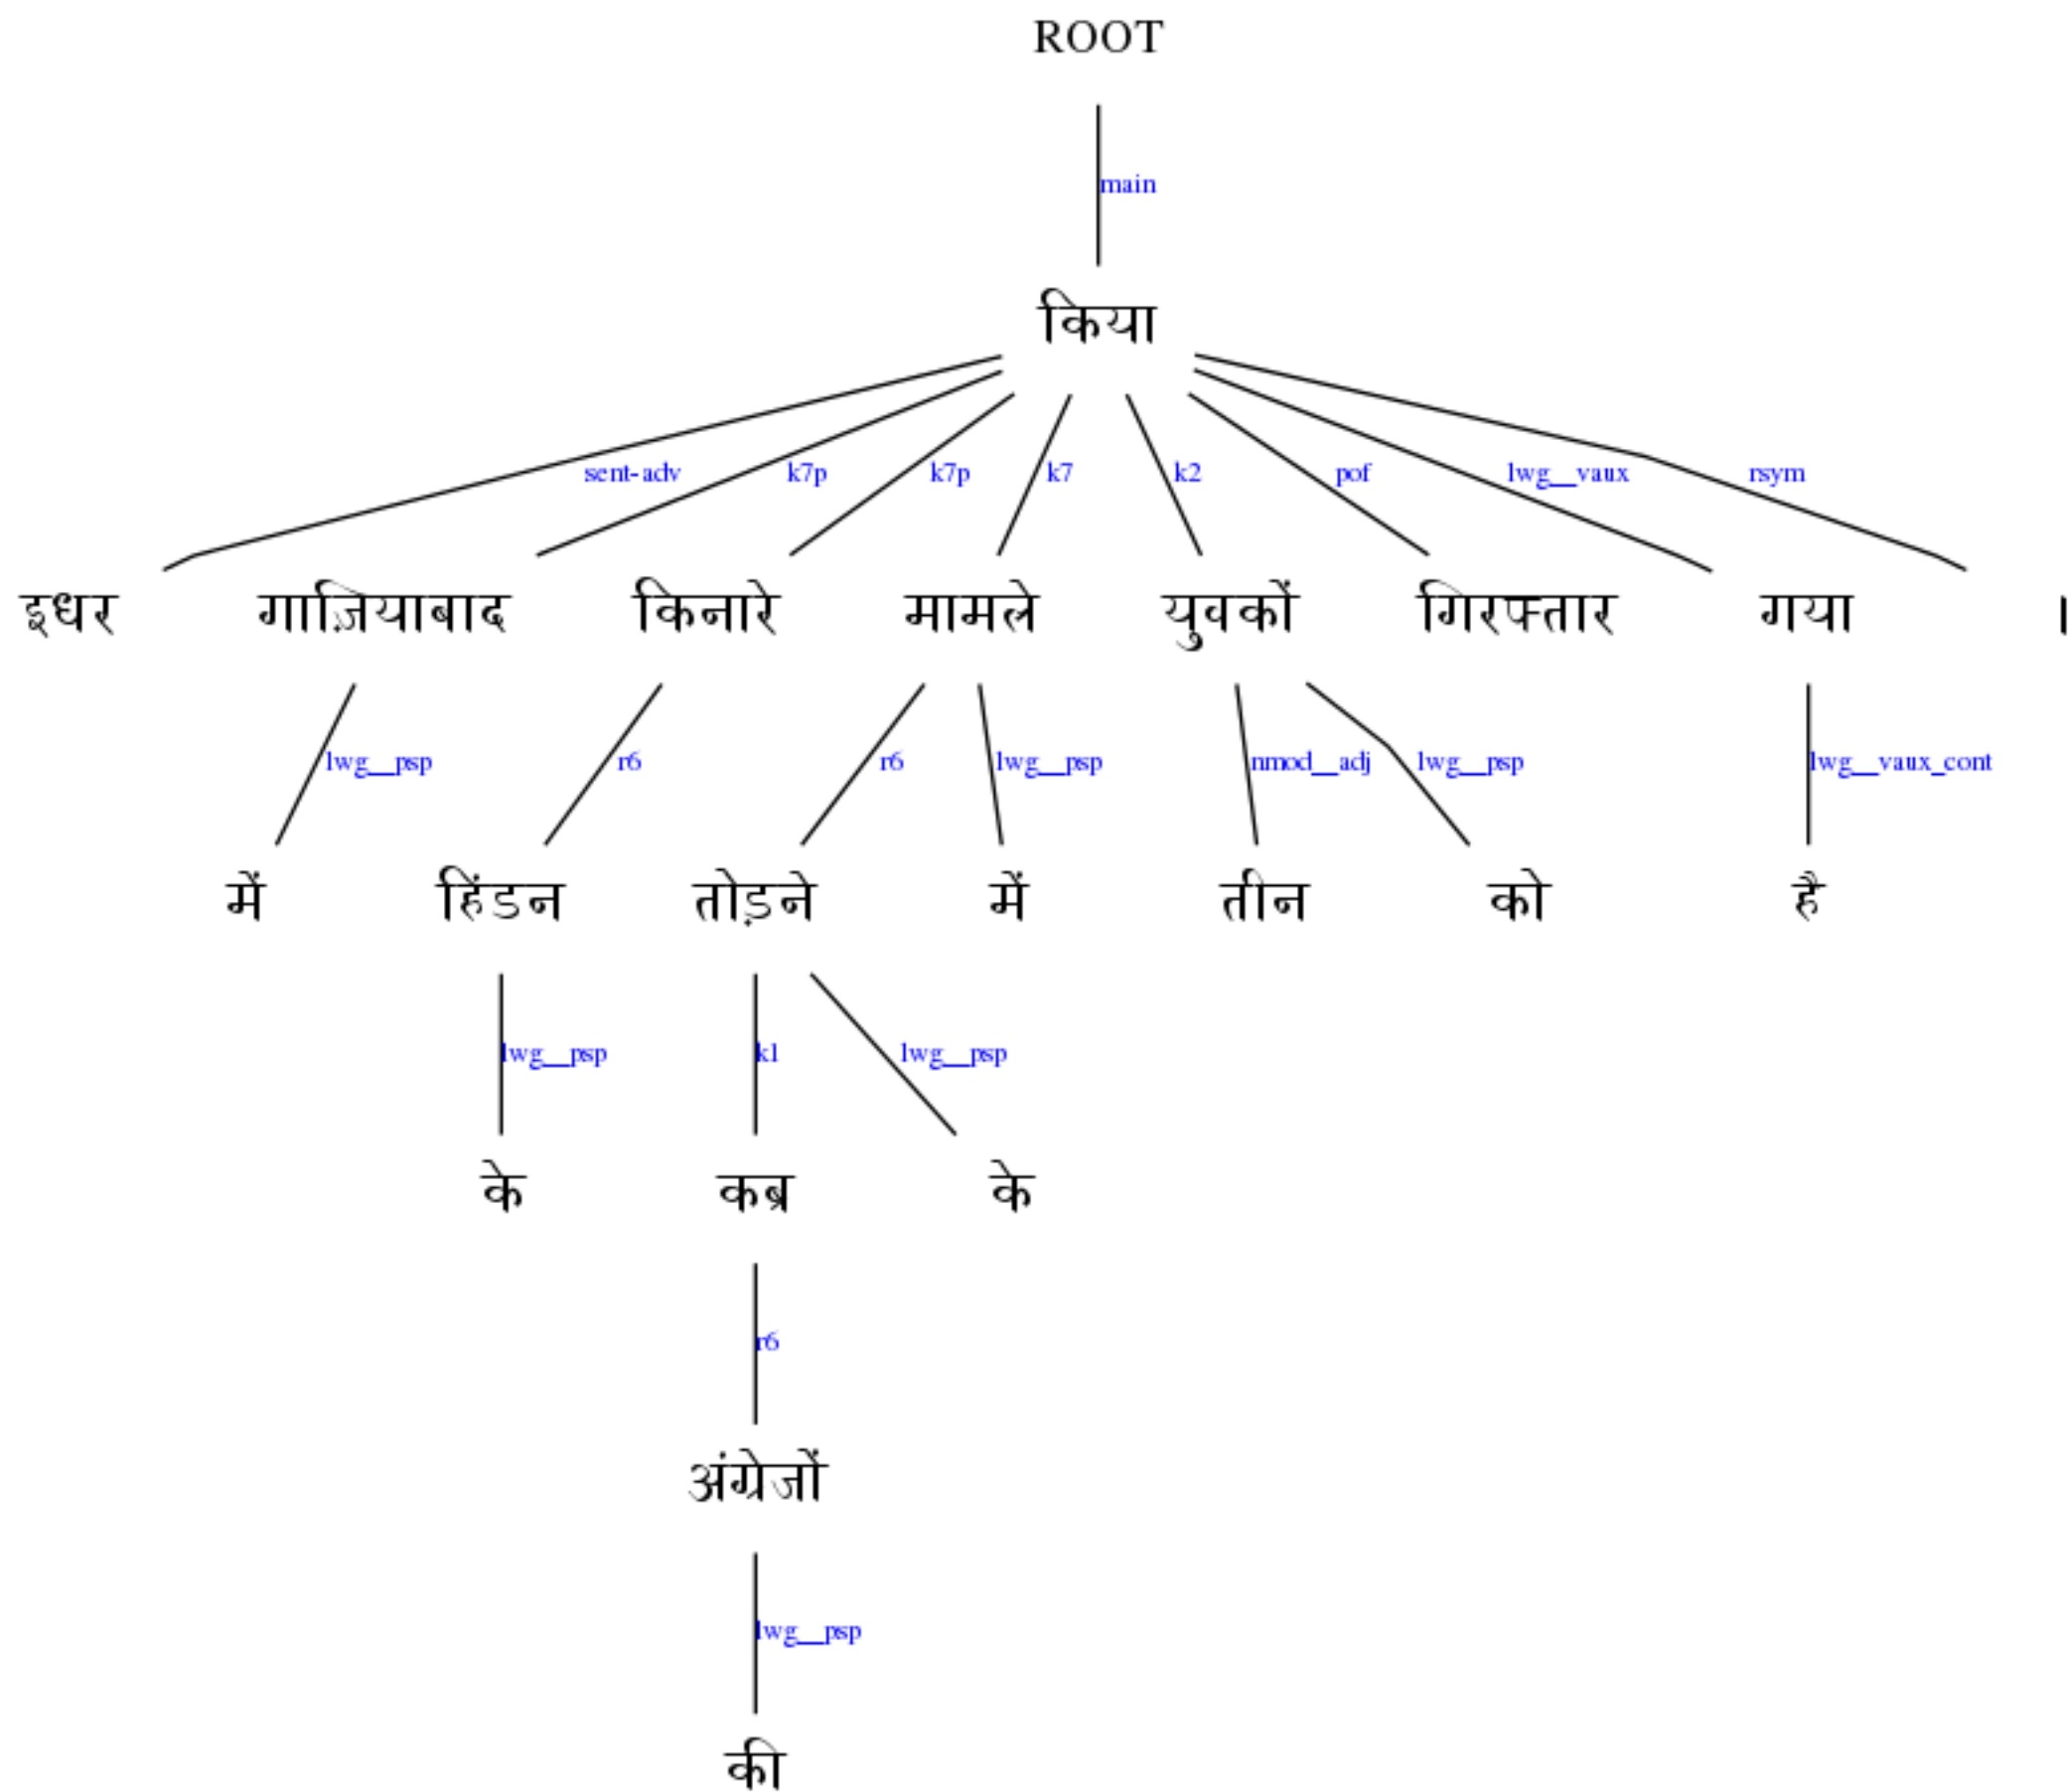 ROOT
main
किया
sent-adv k7p k7p k7 k2 pof lwg__vaux rsym
इधर गाज़ियाबाद किनारे मामले युवकों गिरफ्तार गया ।
lwg__psp r6 r6 lwg__psp nmod__adj lwg__psp lwg__vaux_cont
में हिंडन तोड़ने में तीन को है
lwg__psp k1 lwg__psp
के कब्र के
r6
अंग्रेजों
lwg__psp
की